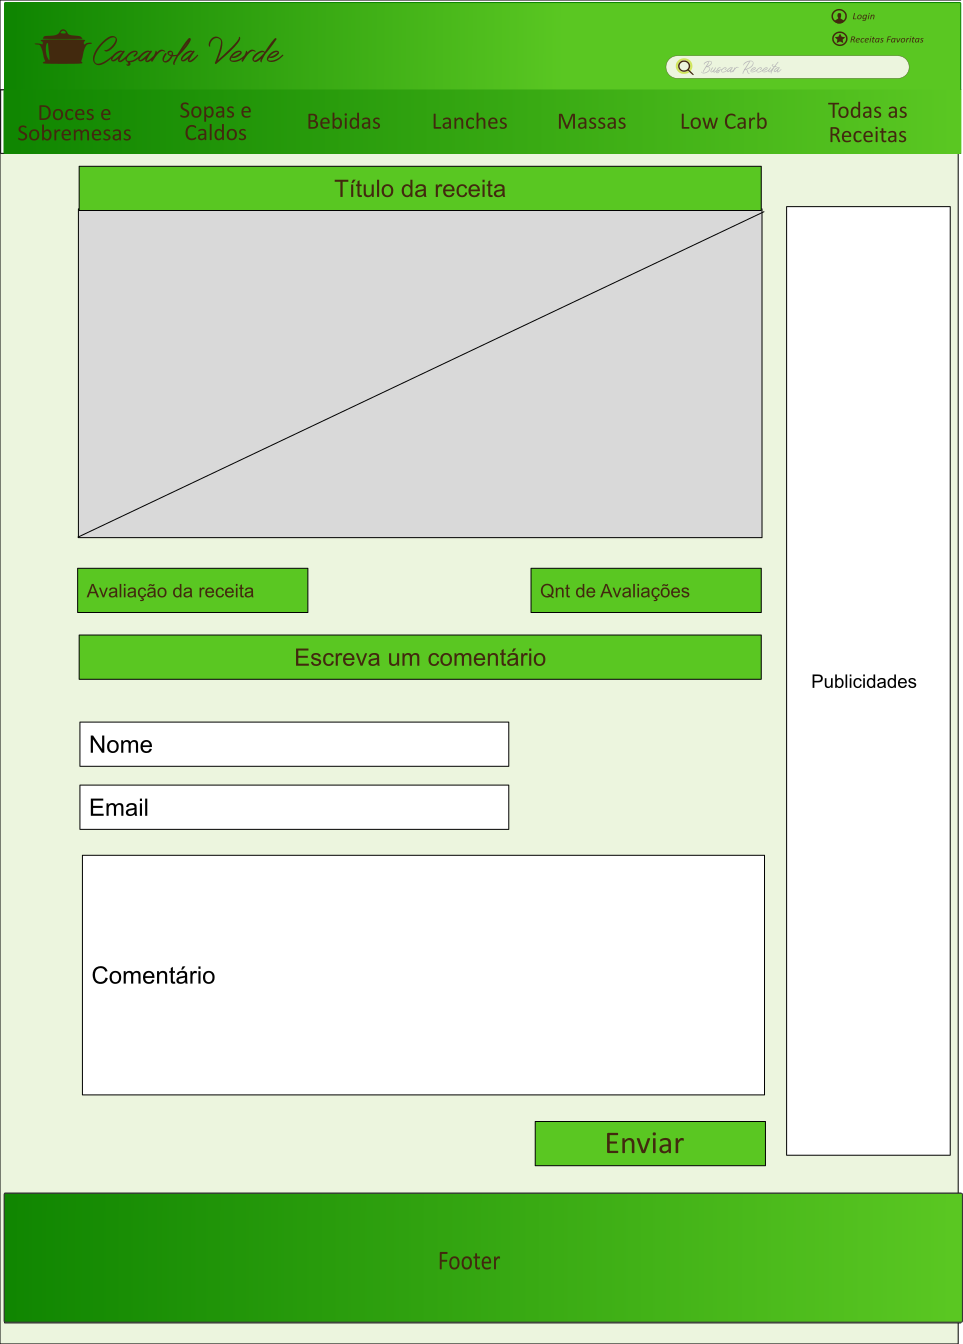 Login
Receitas Favoritas
Caçarola Verde
Buscar Receita
Doces e
Sobremesas
Sopas e
Caldos
Bebidas
Lanches
Massas
Low Carb
Todas as
Receitas
Título da receita
Avaliação da receita
Qnt de Avaliações
Escreva um comentário
Publicidades
Nome
Email
Comentário
Enviar
Footer